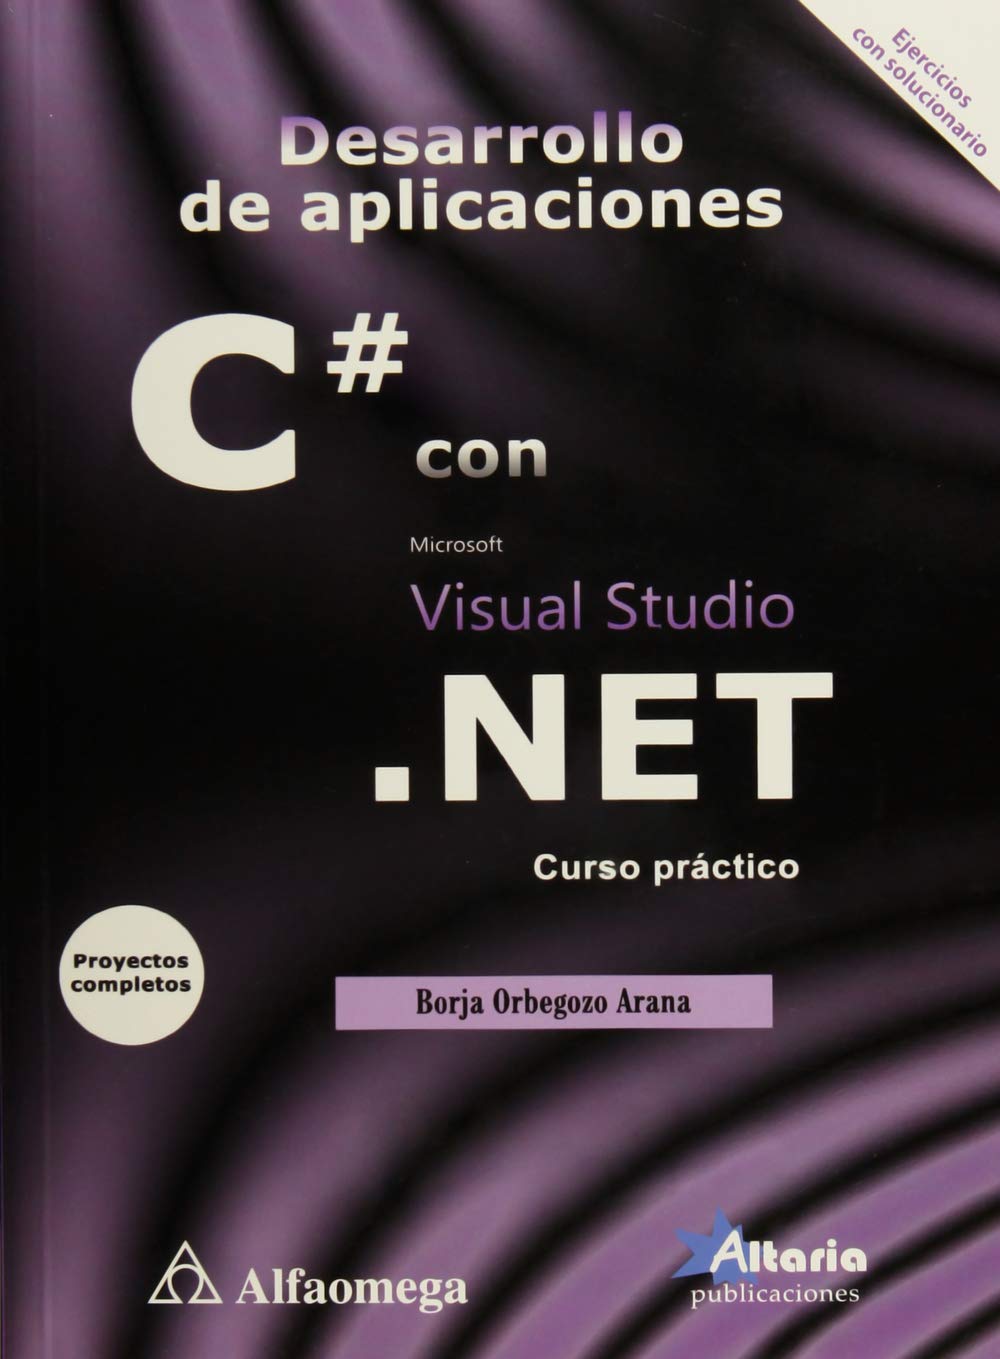 Ejercicios
con solucionario
Desarrollo
de aplicaciones
C#
con
Microsoft
Visual Studio
.NET
Curso práctico
Proyectos
completos
Borja Orbegozo Arana
Alfaomega
Altaria
publicaciones